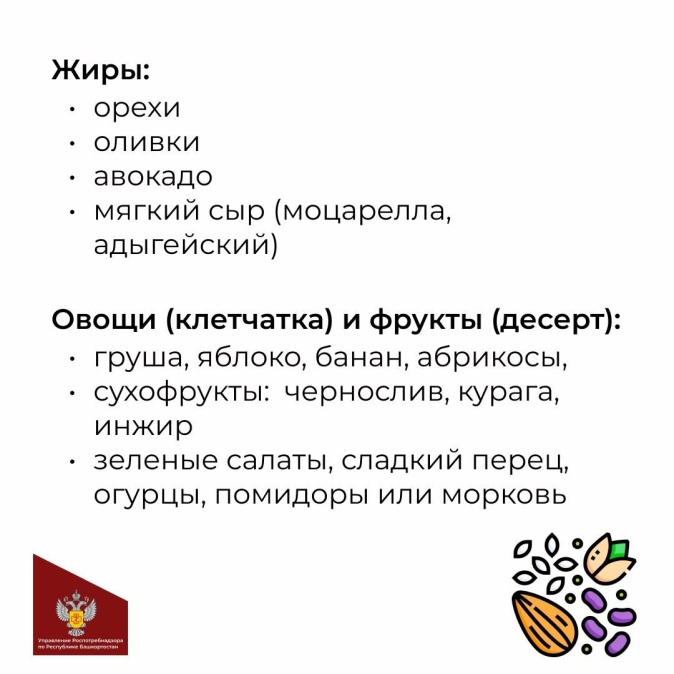 Жиры:
• орехи
• оливки
• авокадо
• мягкий сыр (моцарелла,
адыгейский)
Овощи (клетчатка) и фрукты (десерт):
• груша, яблоко, банан, абрикосы,
• сухофрукты: чернослив, курага,
инжир
• зеленые салаты, сладкий перец,
огурцы, помидоры или морковь
Управление Роспотребнадзора
по Республике Башкортостан